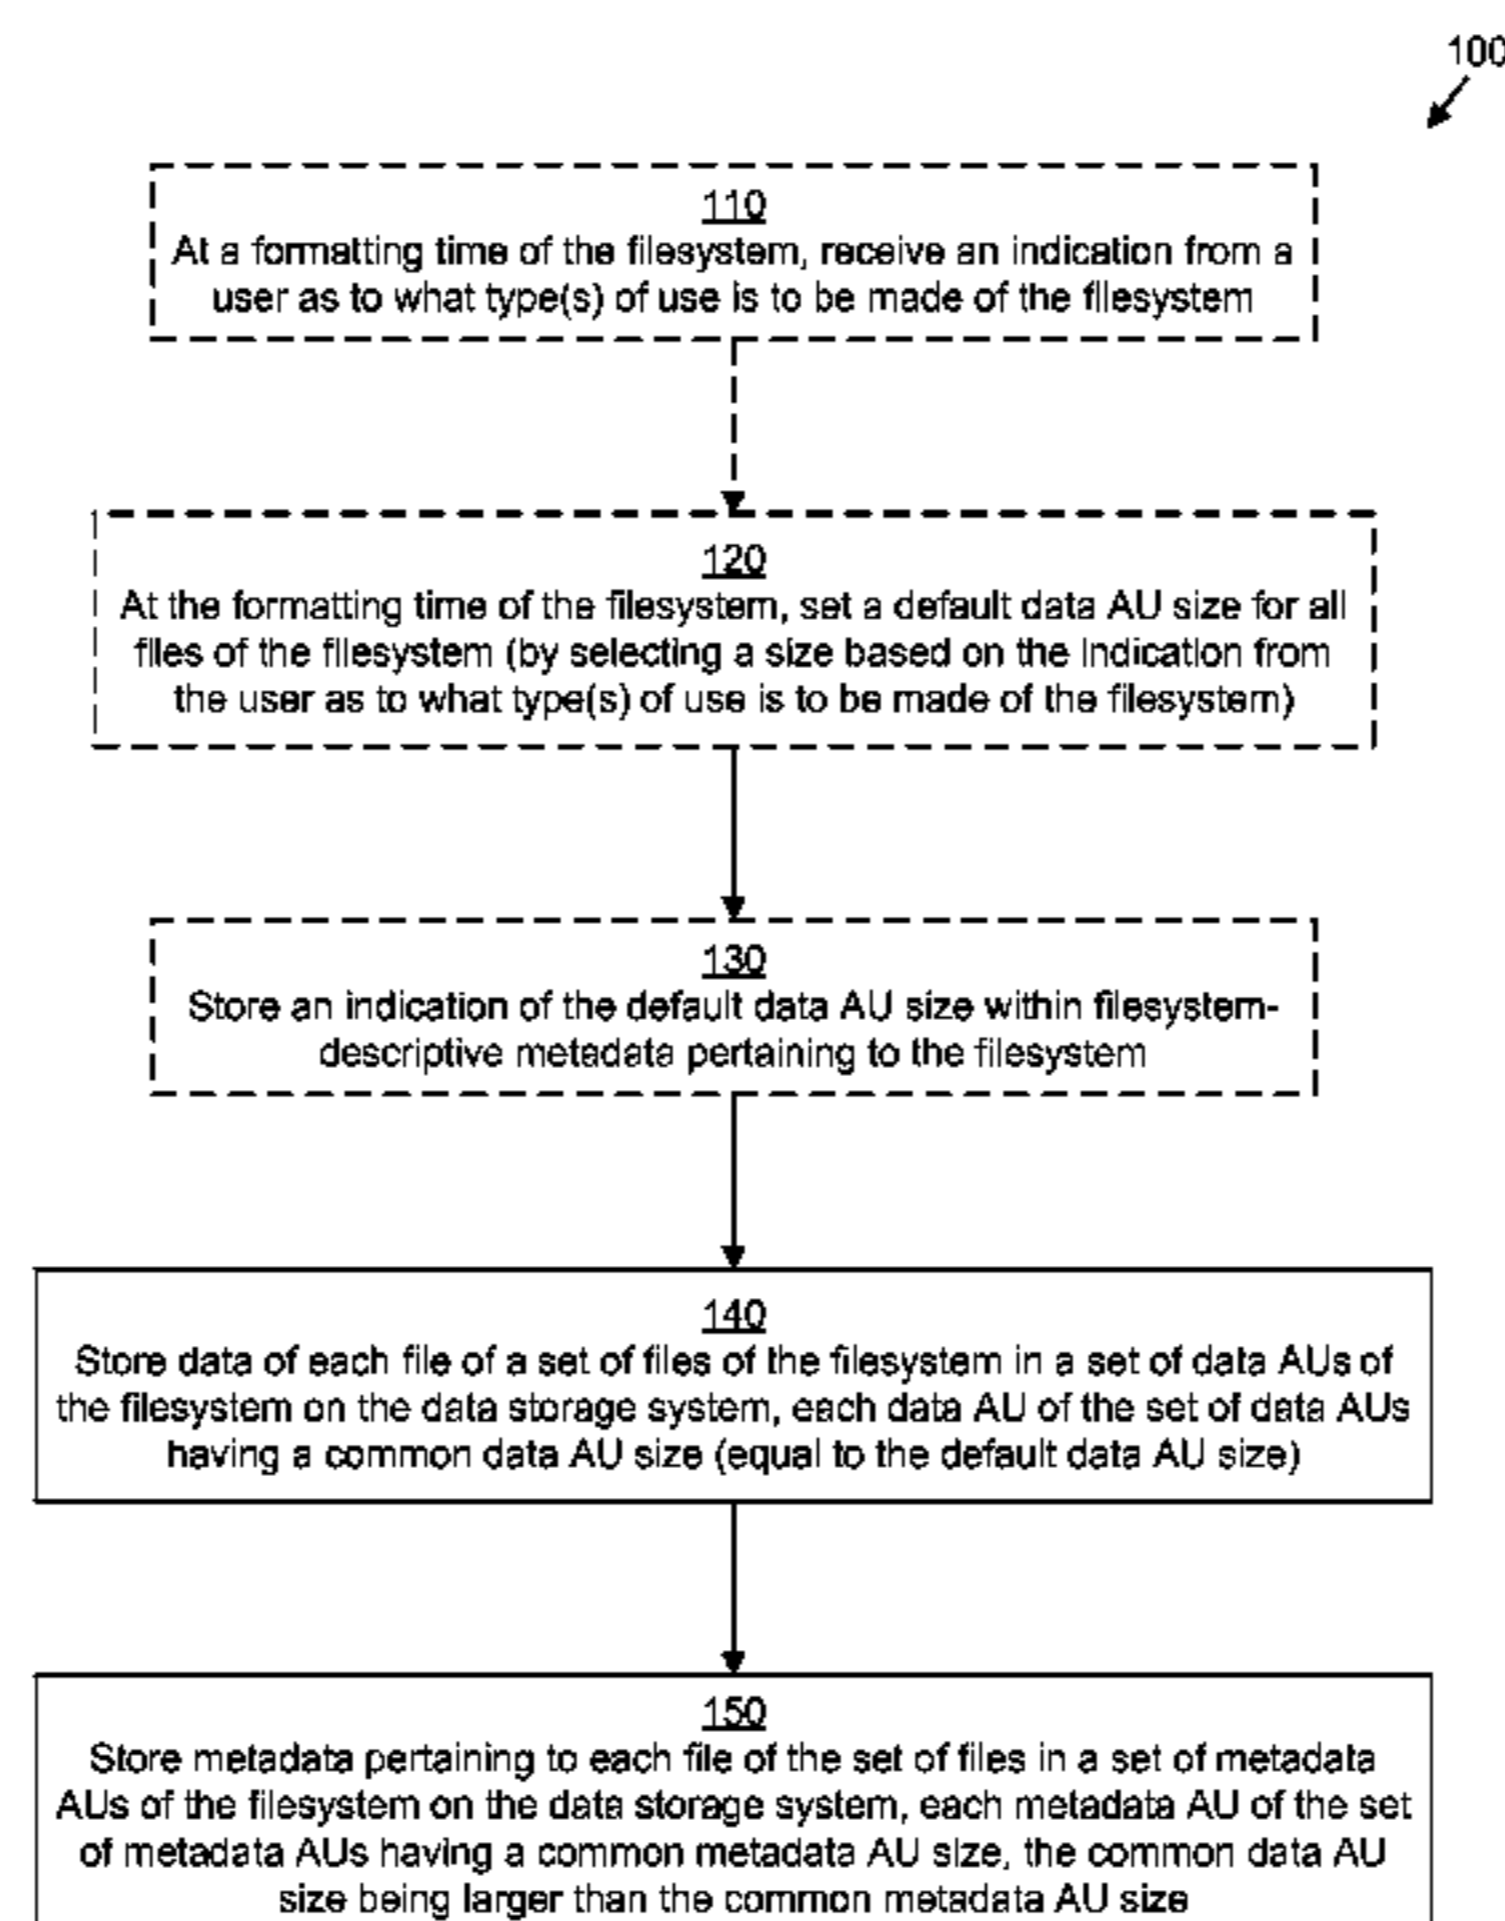 100
110
At a formatting time of the filesystem, receive an indication from a
user as to what type(s) of use is to be made of the filesystem
120
At the formatting time of the filesystem, set a default data AU size for all
files of the filesystem (by selecting a size based on the indication from
the user as to what type(s) of use is to be made of the filesystem)
130
Store an indication of the default data AU size within filesystem-
descriptive metadata pertaining to the filesystem
140
Store data of each file of a set of files of the filesystem in a set of data AUs of
the filesystem on the data storage system, each data AU of the set of data AUs
having a common data AU size (equal to the default data AU size)
150
Store metadata pertaining to each file of the set of files in a set of metadata
AUs of the filesystem on the data storage system, each metadata AU of the set
of metadata AUs having a common metadata AU size, the common data AU
size being larger than the common metadata AU size